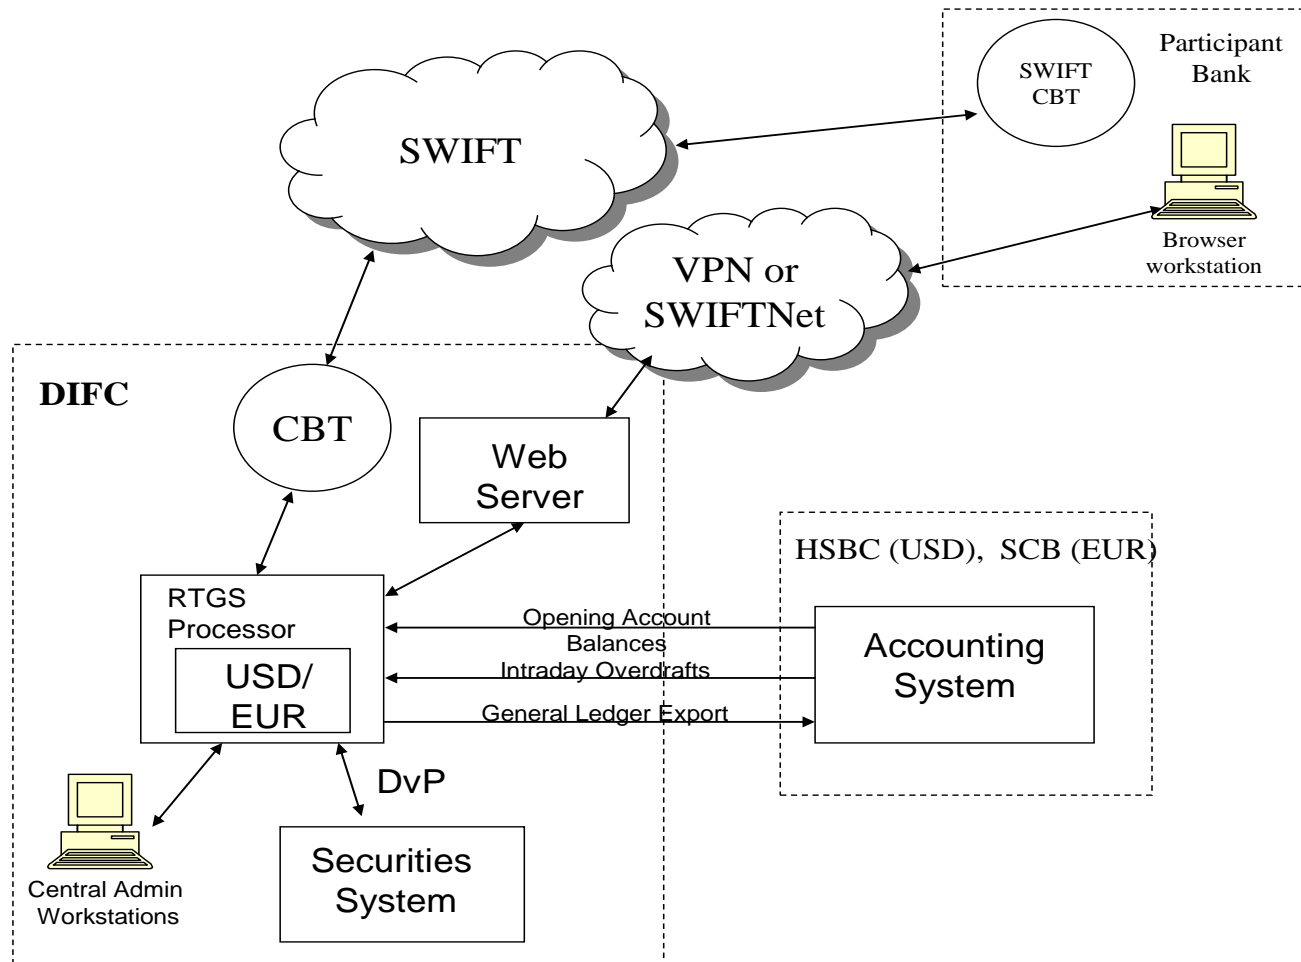 Participant
Bank
SWIFT
CBT
SWIFT
Browser
workstation
VPN or
SWIFTNet
DIFC
CBT
Web
Server
HSBC (USD),  SCB (EUR)
RTGS
Processor
USD/
EUR
Opening Account
Balances
Intraday Overdrafts
General Ledger Export
Accounting
System
DvP
Central Admin
Workstations
Securities
System